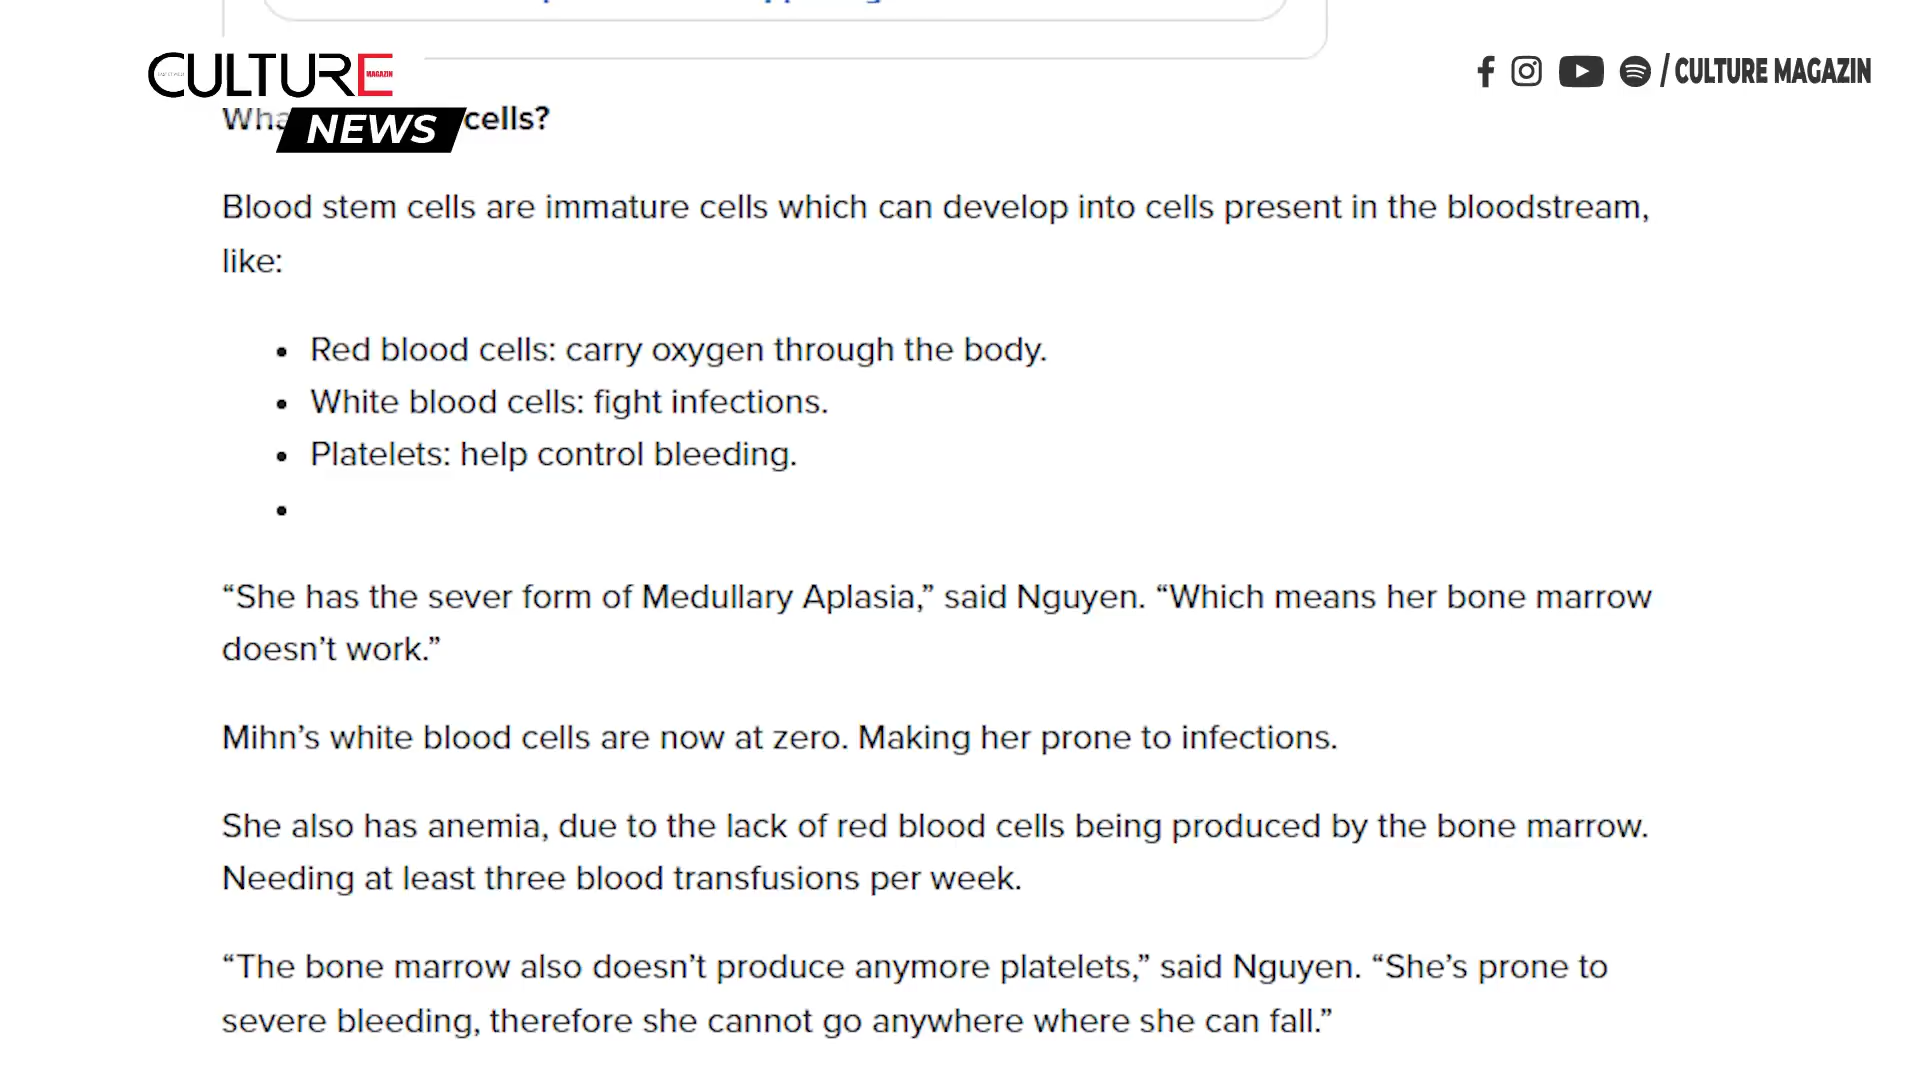 CULTURE
MAGAZIN
NEWS
/ CULTURE MAGAZIN
cells?
Blood stem cells are immature cells which can develop into cells present in the bloodstream,
like:
• Red blood cells: carry oxygen through the body.
• White blood cells: fight infections.
• Platelets: help control bleeding.
•
“She has the sever form of Medullary Aplasia,” said Nguyen. “Which means her bone marrow
doesn’t work.”
Mihn’s white blood cells are now at zero. Making her prone to infections.
She also has anemia, due to the lack of red blood cells being produced by the bone marrow.
Needing at least three blood transfusions per week.
“The bone marrow also doesn’t produce anymore platelets,” said Nguyen. “She’s prone to
severe bleeding, therefore she cannot go anywhere where she can fall.”